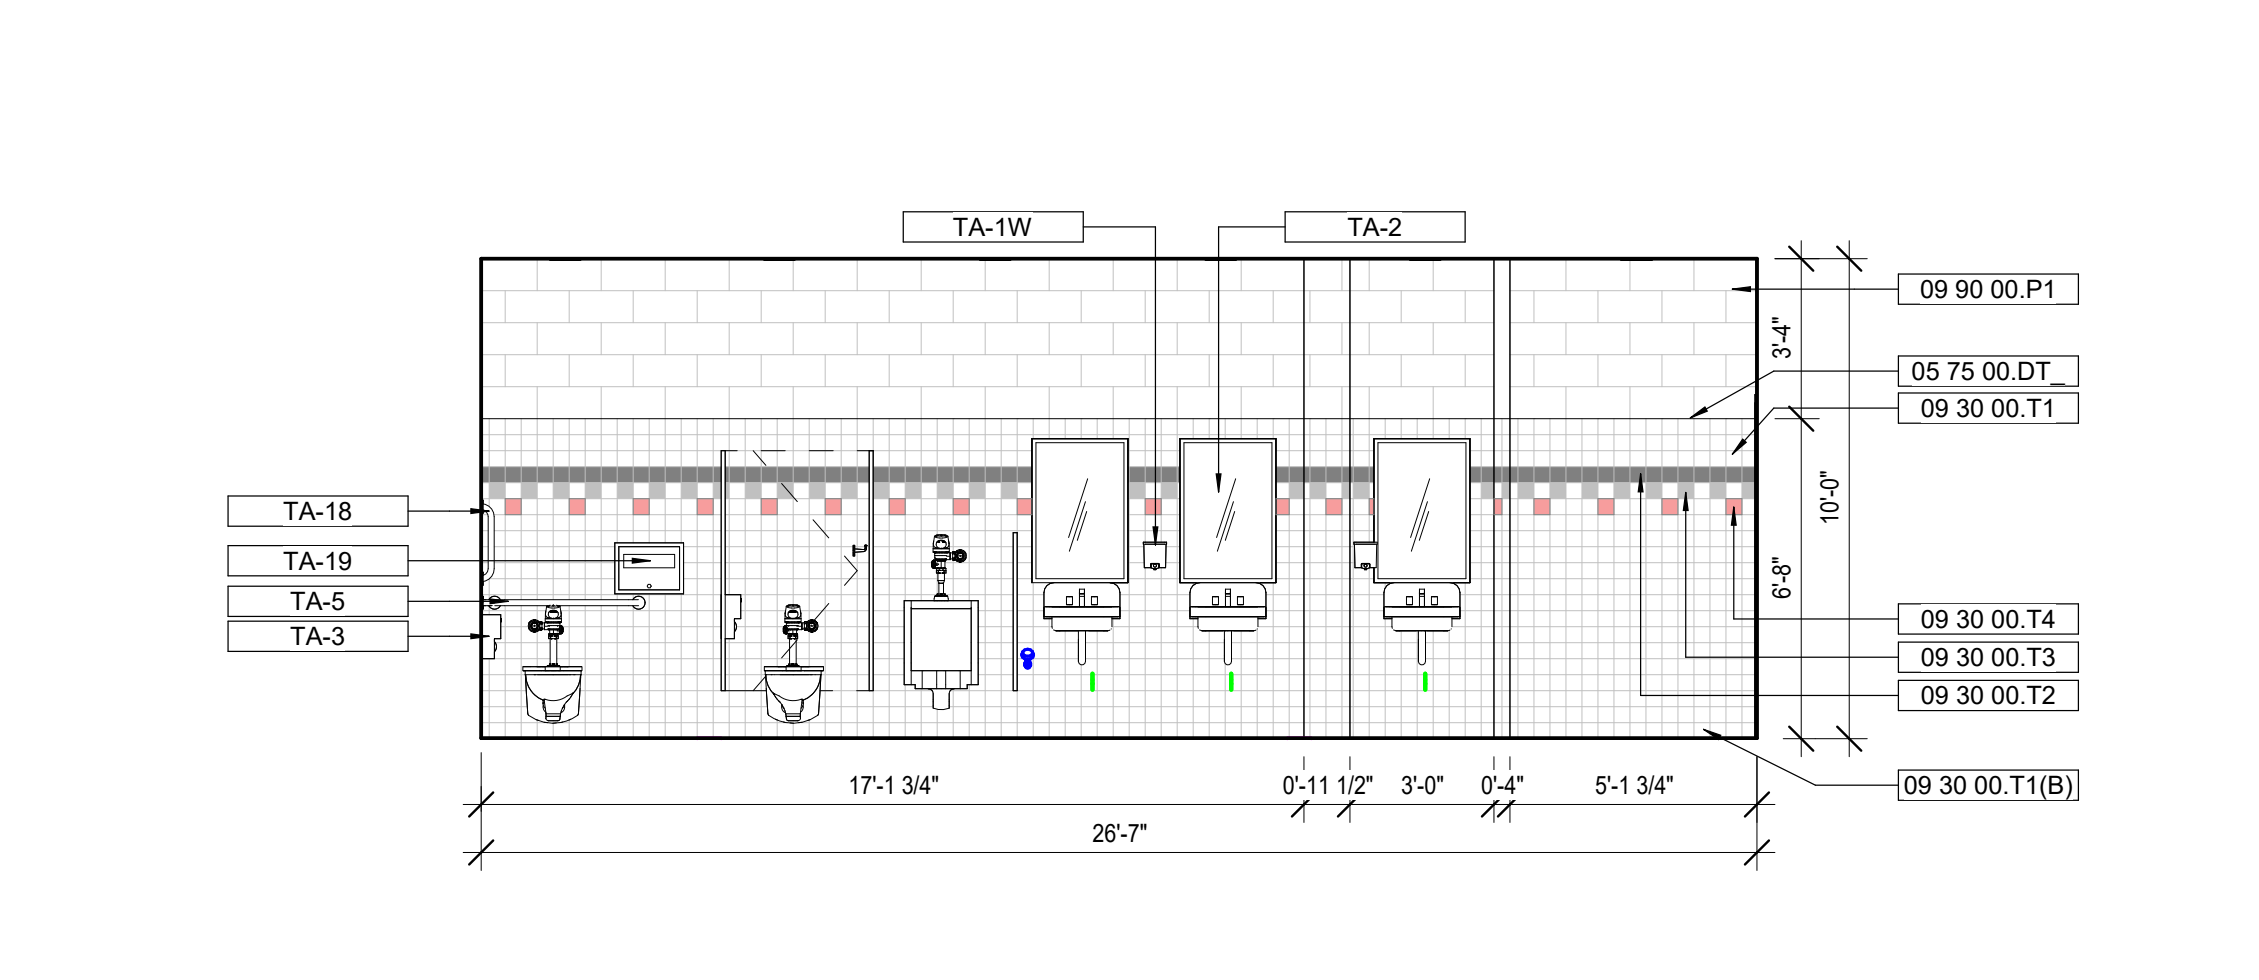 TA-1W
TA-2
09 90 00.P1
3'-4"
05 75 00.DT_
09 30 00.T1
10'-0"
TA-18
TA-19
6'-8"
TA-5
09 30 00.T4
TA-3
09 30 00.T3
09 30 00.T2
17'-1 3/4"
0'-11 1/2"
3'-0"
0'-4"
5'-1 3/4"
09 30 00.T1(B)
26'-7"